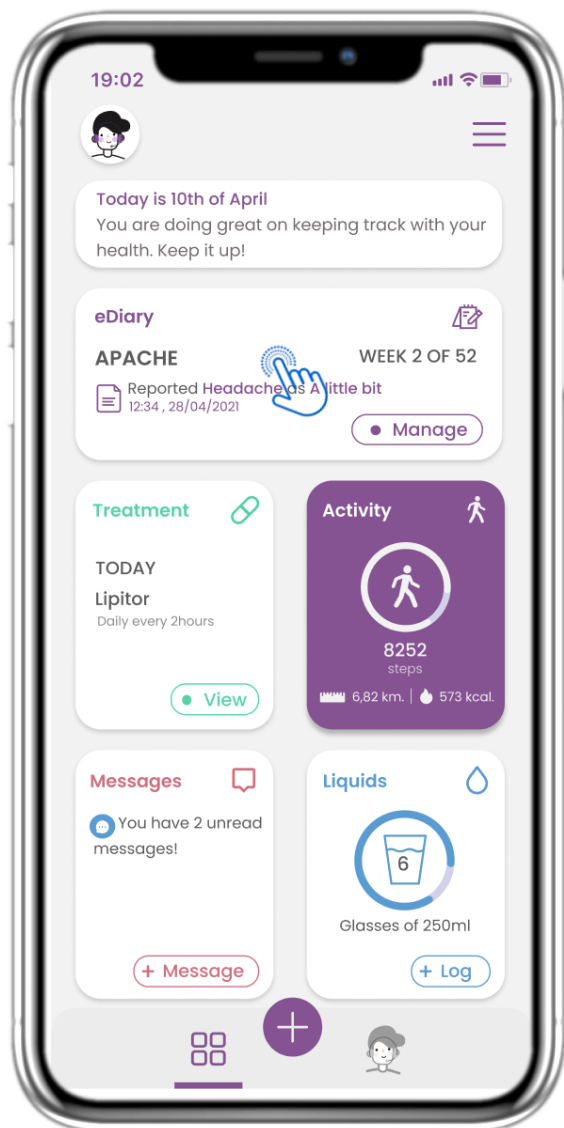 19:02
Today is 10th of April
You are doing great on keeping track with your
health. Keep it up!
eDiary
APACHE
WEEK 2 OF 52
Reported Headache as A little bit
12:34 , 28/04/2021
Manage
Treatment
TODAY
Lipitor
Daily every 2hours
View
Activity
8252
steps
6,82 km. | 573 kcal.
Messages
You have 2 unread
messages!
+ Message
Liquids
6
Glasses of 250ml
+ Log